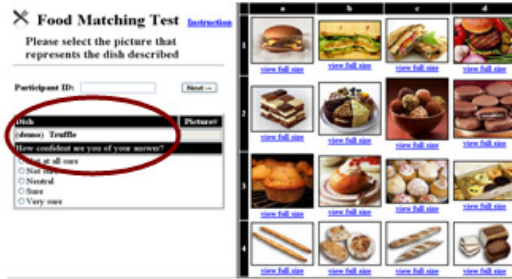 Food Matching Test Instruction
Please select the picture that
represents the dish described
Participant ID:
Next→
Dish Picture#
(demo) Truffle
How confident are you of your answer?
Not at all sure
Not sure
Neutral
Sure
Very sure
a b c d
1
view full size view full size view full size view full size
2
view full size view full size view full size view full size
3
view full size view full size view full size view full size
4
view full size view full size view full size view full size